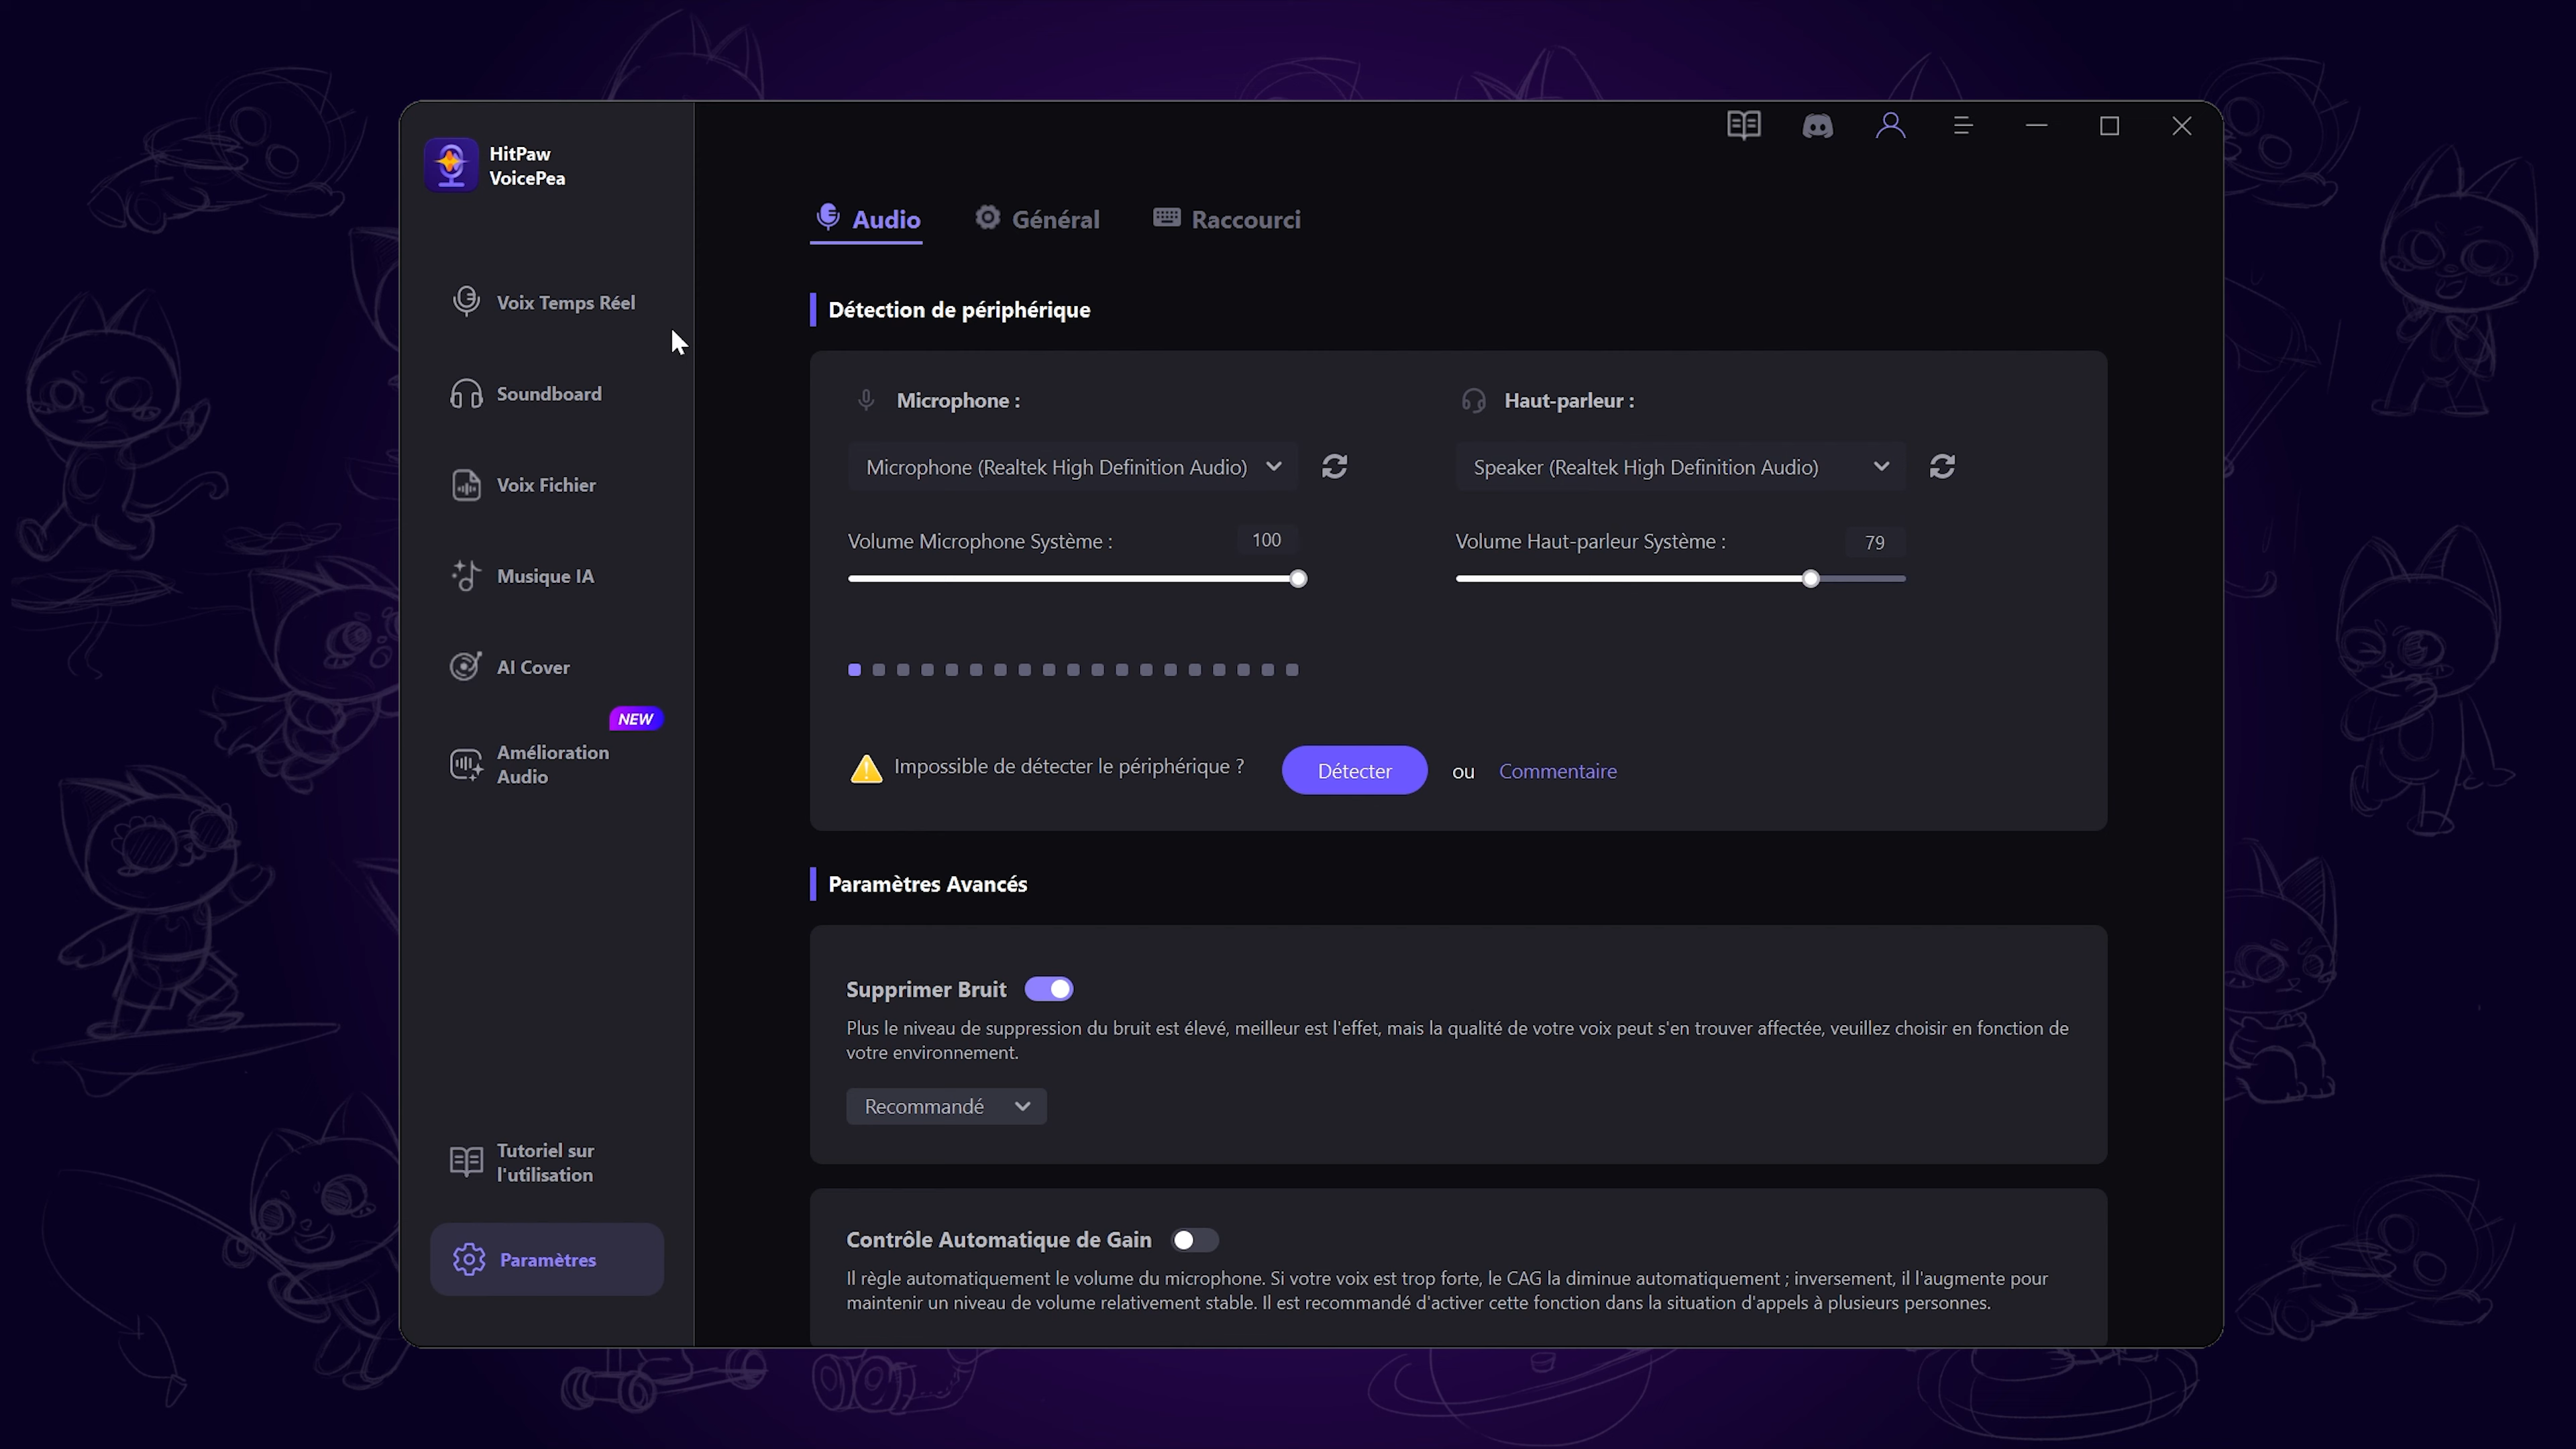 HitPaw
VoicePea
Voix Temps Réel
Soundboard
Voix Fichier
Musique IA
AI Cover
NEW
Amélioration
Audio
Tutoriel sur
l'utilisation
Paramètres
Audio
Général
Raccourci
Détection de périphérique
Microphone :
Haut-parleur :
Microphone (Realtek High Definition Audio)
Speaker (Realtek High Definition Audio)
Volume Microphone Système :
100
Volume Haut-parleur Système :
79
Impossible de détecter le périphérique ?
Détecter
ou
Commentaire
Paramètres Avancés
Supprimer Bruit
Plus le niveau de suppression du bruit est élevé, meilleur est l'effet, mais la qualité de votre voix peut s'en trouver affectée, veuillez choisir en fonction de
votre environnement.
Recommandé
Contrôle Automatique de Gain
Il règle automatiquement le volume du microphone. Si votre voix est trop forte, le CAG la diminue automatiquement ; inversement, il l'augmente pour
maintenir un niveau de volume relativement stable. Il est recommandé d'activer cette fonction dans la situation d'appels à plusieurs personnes.